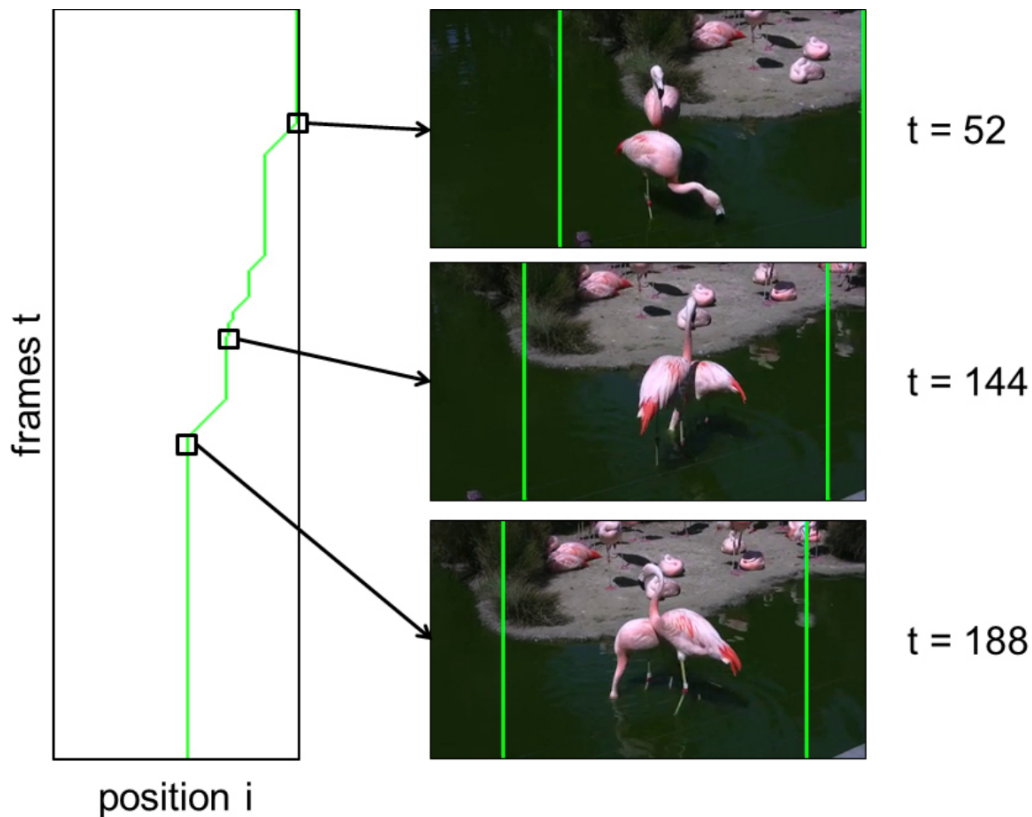 frames t
position i
t = 52
t = 144
t = 188